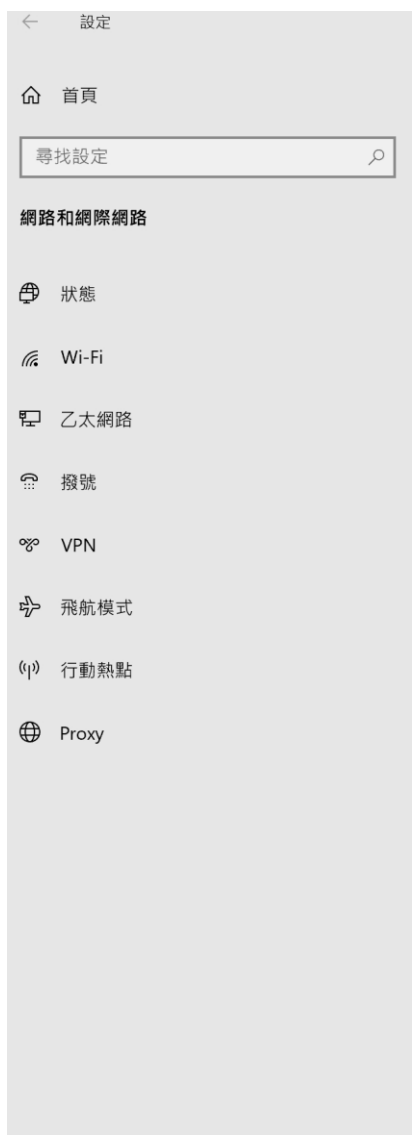 設定
首頁
尋找設定
網路和網際網路
狀態
Wi-Fi
乙太網路
撥號
VPN
飛航模式
行動熱點
Proxy